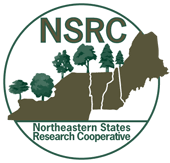 NSRC
Northeastern States
Research Cooperative